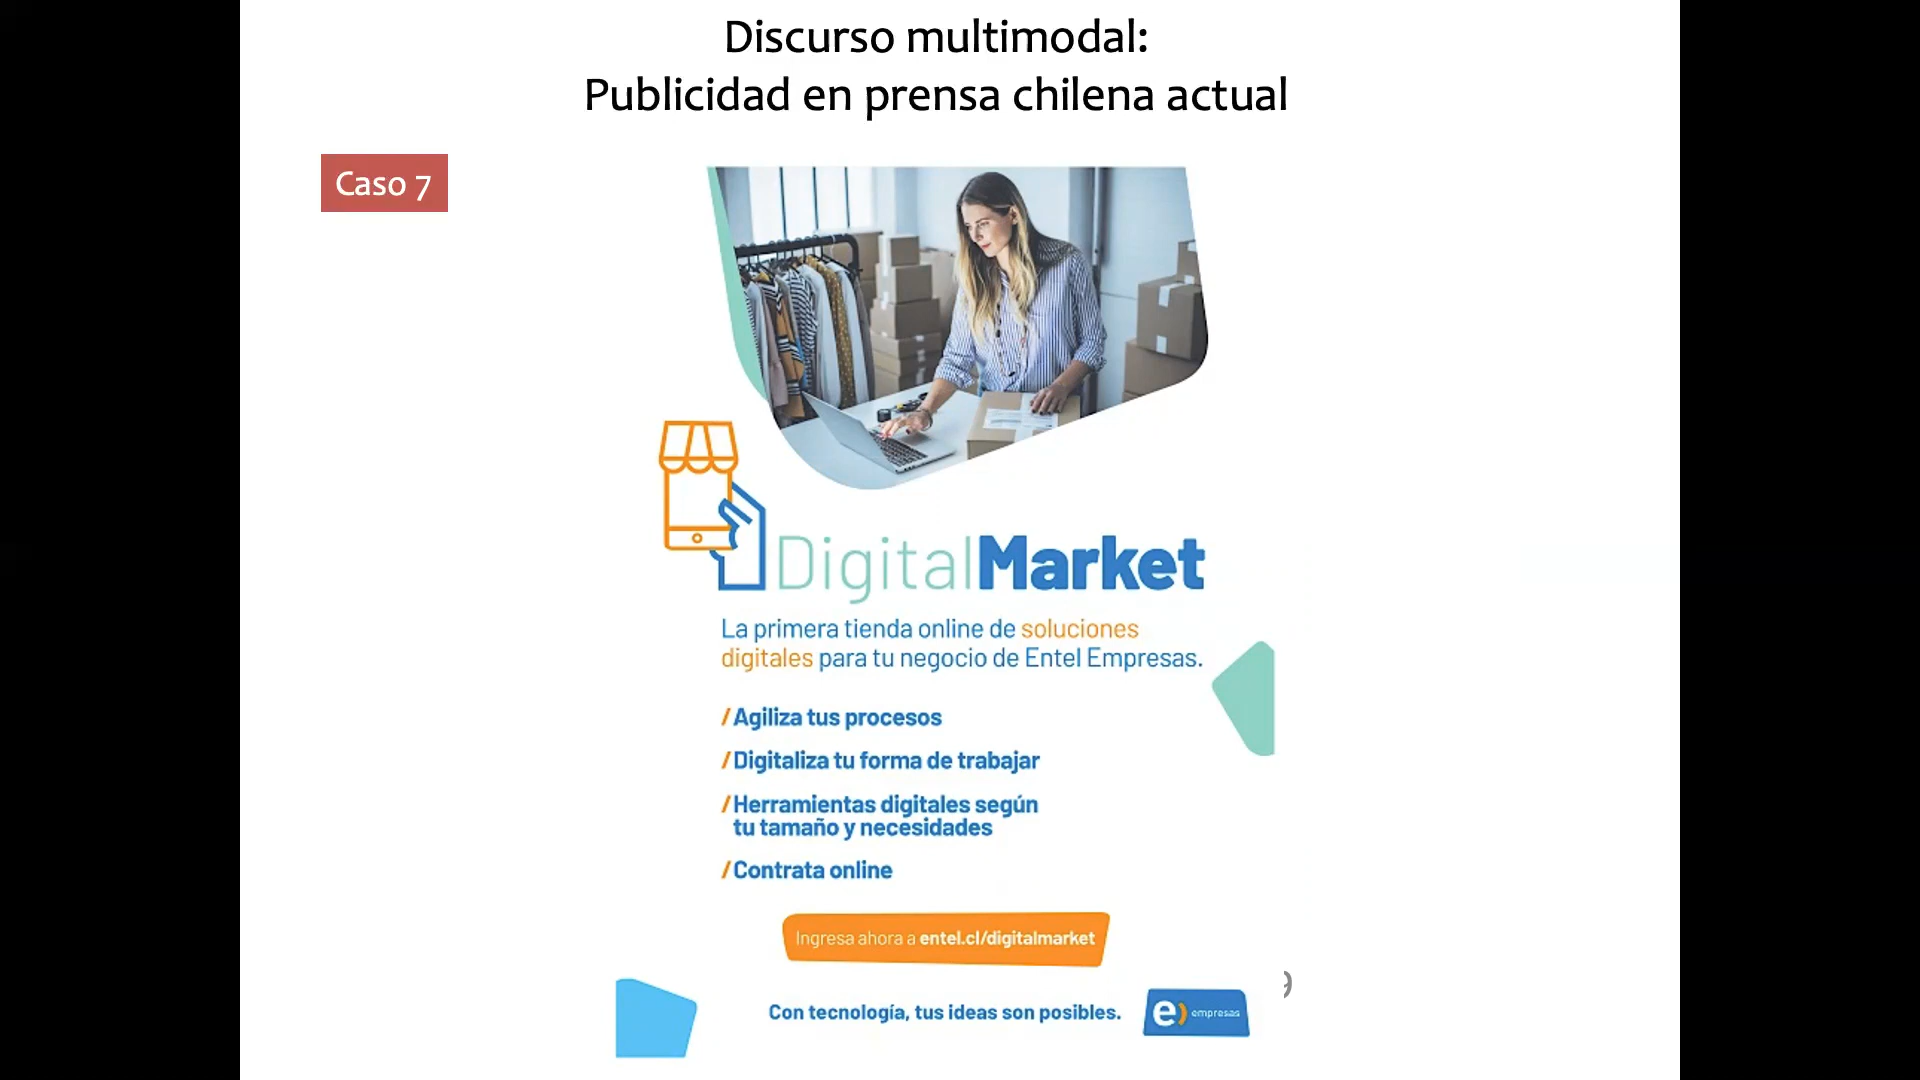 Discurso multimodal:
Publicidad en prensa chilena actual
Caso 7
DigitalMarket
La primera tienda online de soluciones
digitales para tu negocio de Entel Empresas.
/Agiliza tus procesos
/Digitaliza tu forma de trabajar
/Herramientas digitales según
tu tamaño y necesidades
/Contrata online
Ingresa ahora a entel.cl/digitalmarket
Con tecnología, tus ideas son posibles.
e) empresas